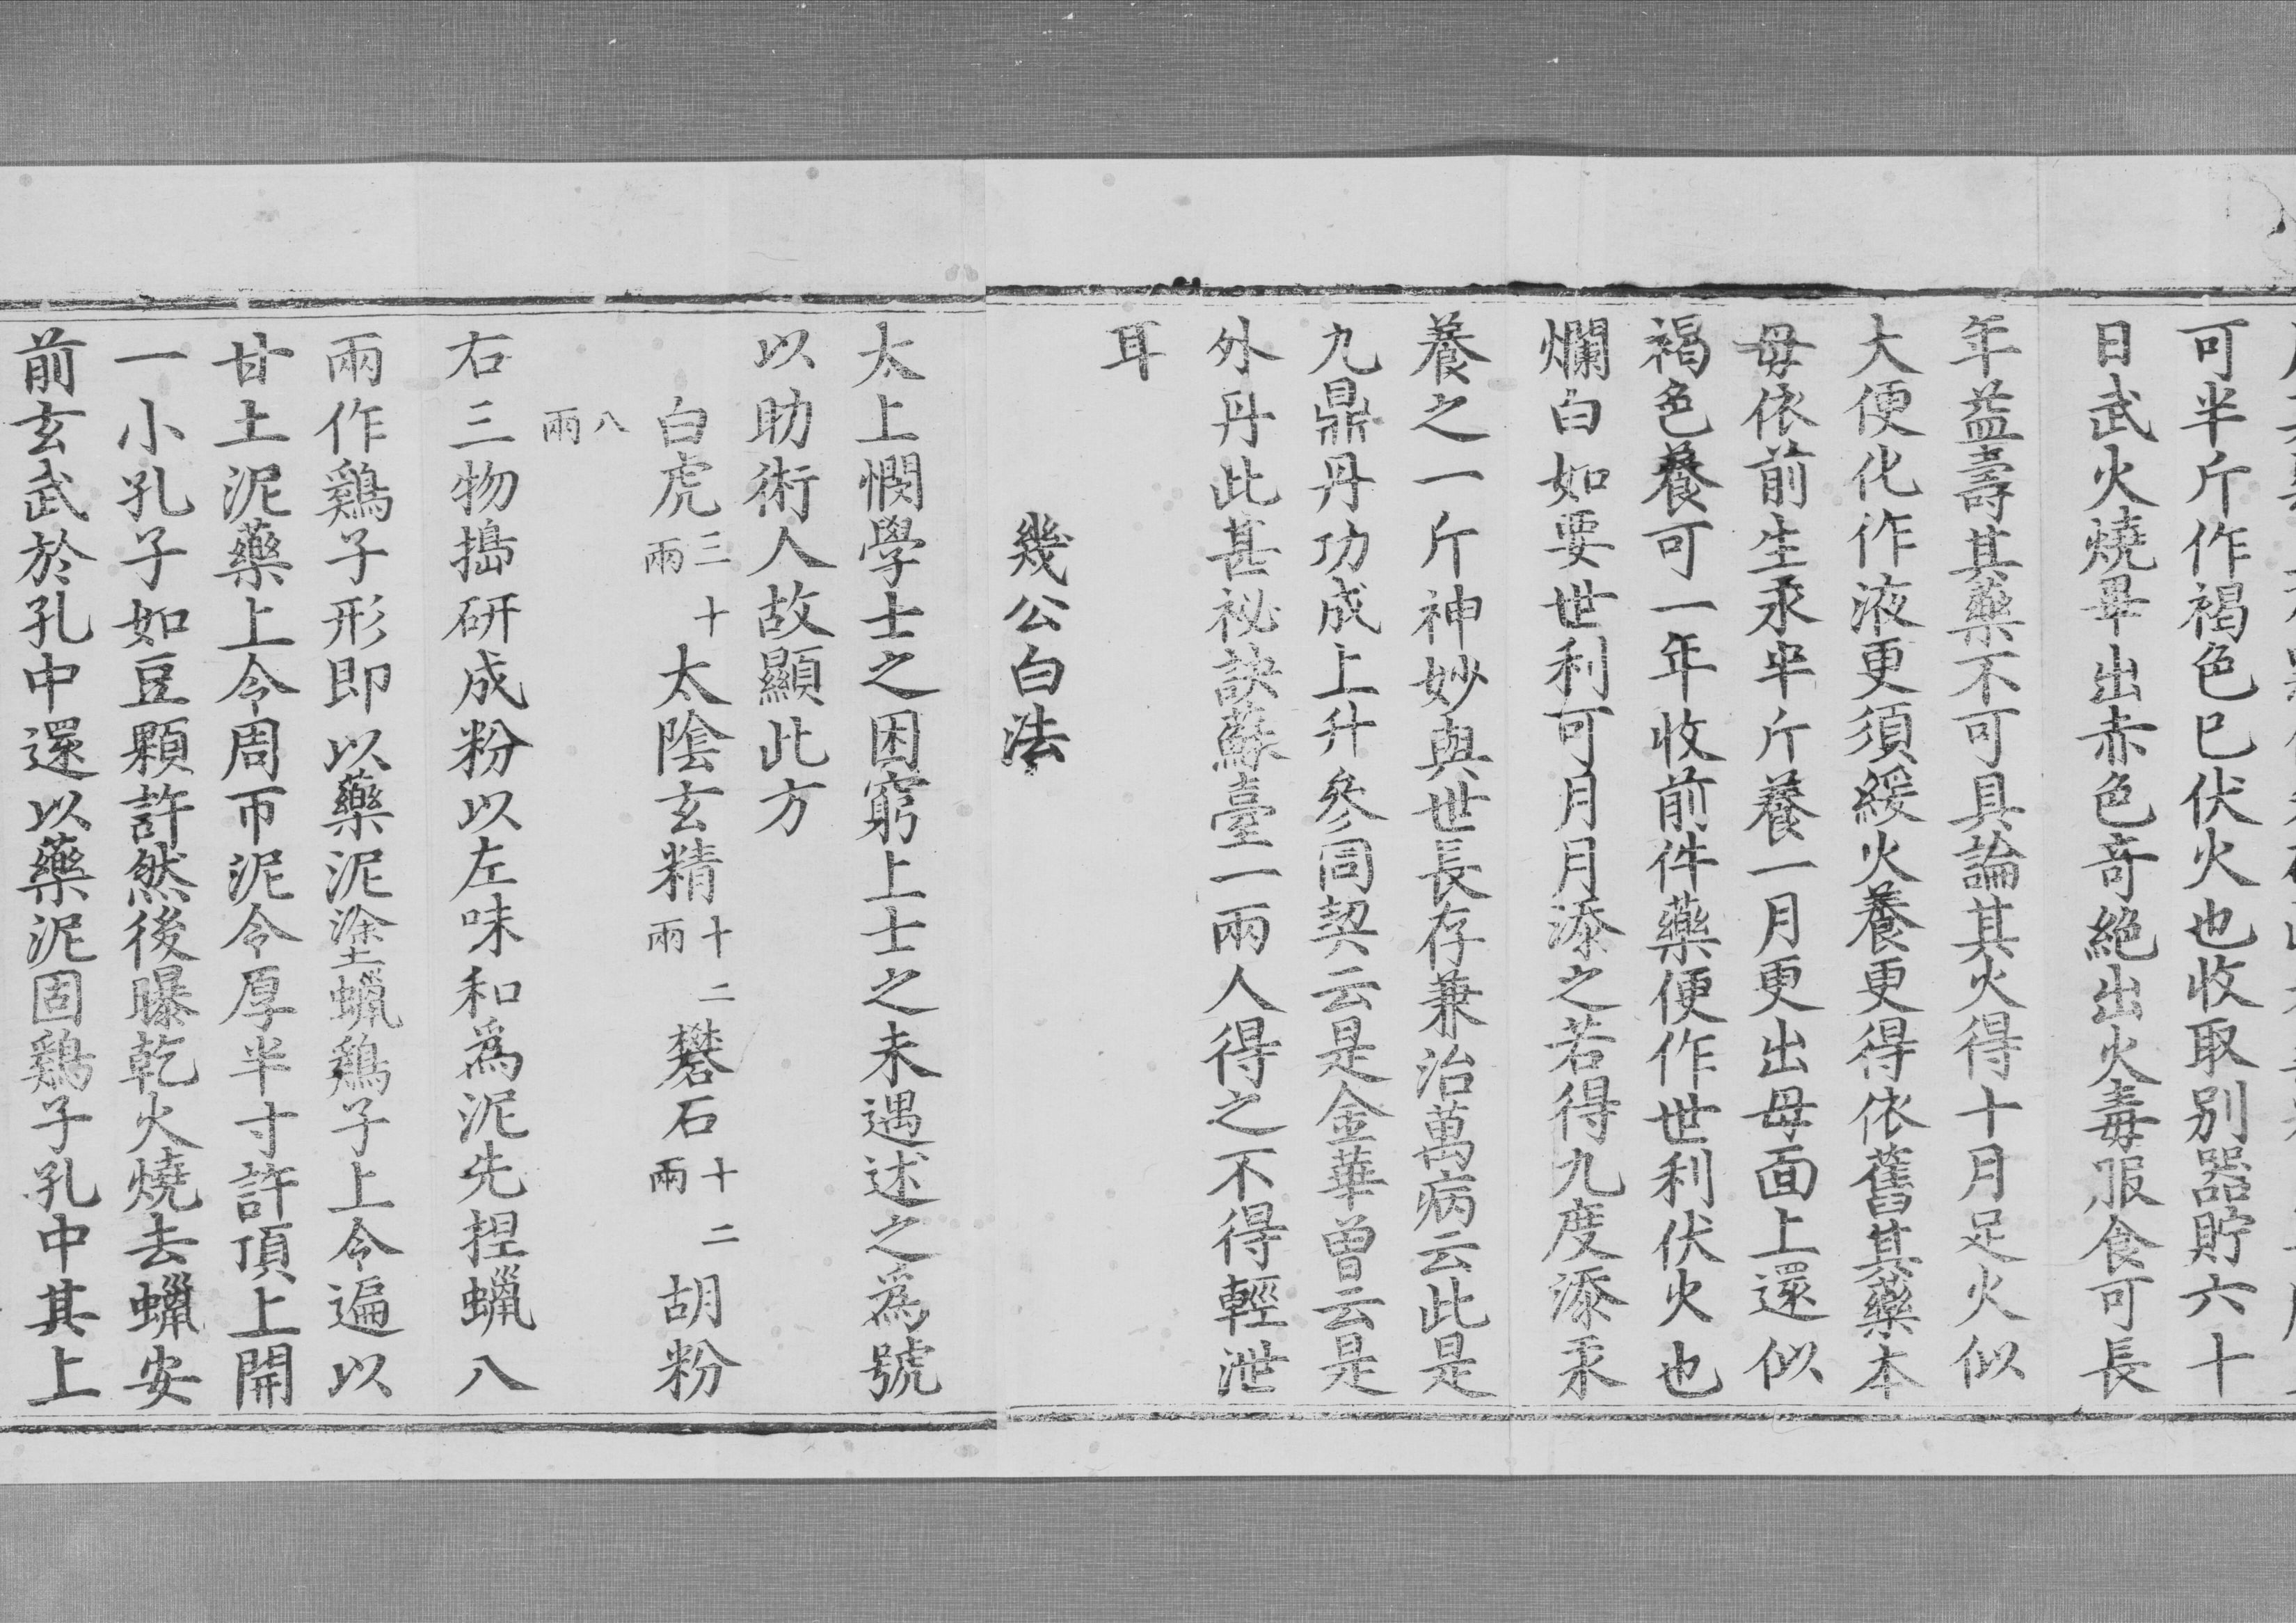 可半斤作褐色巳伏火也收取別器貯六十
日武火燒畢出赤色奇絕出火毒服食可長
年益壽其藥不可具論其火得十月足火似
大便化作液更須緩火養更得依舊其藥本
母依前生汞半斤養一月更出母面上還似
褐色養可一年收前件藥便作世利伏火也
爛白如要世利可月月添之若得九度添汞
養之一斤神妙與世長存兼治萬病云此是
九鼎丹功成上升參同契云是金華曾云是
外丹此甚祕訣蘇臺一兩人得之不得輕泄
耳
幾公白法
太上憫學士之困窮上士之未遇述之為號
以助術人故顯此方
白虎三兩十太陰玄精十兩二礬石十兩二胡粉
八兩
右三物搗研成粉以左味和為泥先捏蠟八
兩作鷄子形即以藥泥塗蠟鷄子上令遍以
甘土泥藥上令周帀泥令厚半寸許頂上開
一小孔子如豆顆許然後曝乾火燒去蠟安
前玄武於孔中還以藥泥固鷄子孔中其上